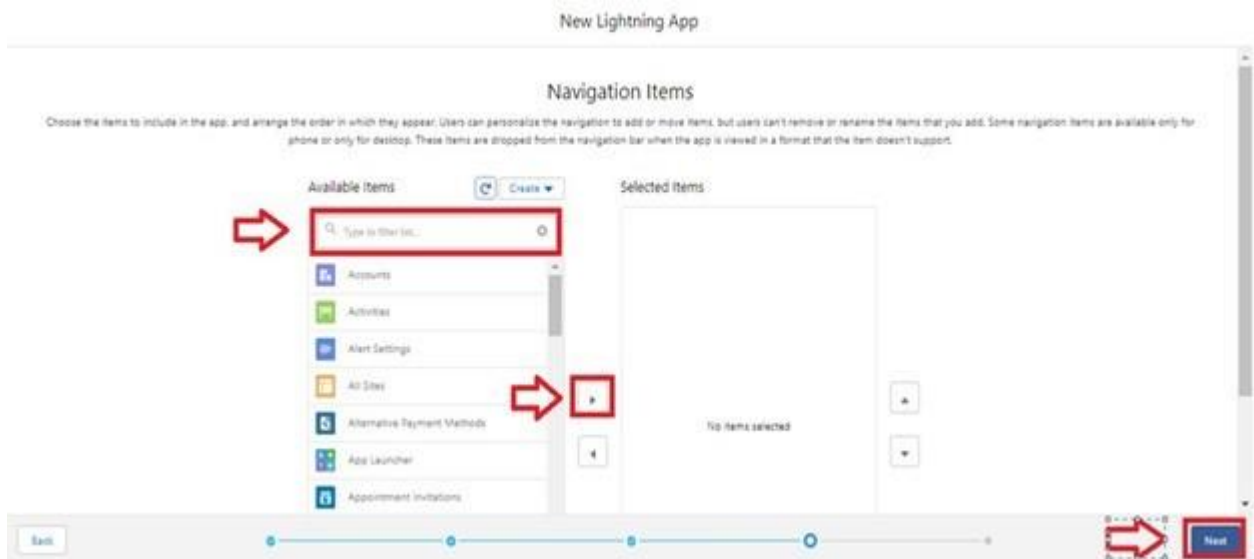 New Lightning App
Navigation Items
Choose the items to include in the app, and arrange the order in which they appear. Users can personalize the navigation to add or move items, but users can't remove or rename the items that you add. Some navigation items are available only for
phone or only for desktop. These items are dropped from the navigation bar when the app is viewed in a format that the item doesn't support.
Available Items
Create
Selected Items
Type to filter list...
Accounts
Activities
Alert Settings
All Sites
Alternative Payment Methods
App Launcher
Appointment Invitations
No items selected
Back
Next